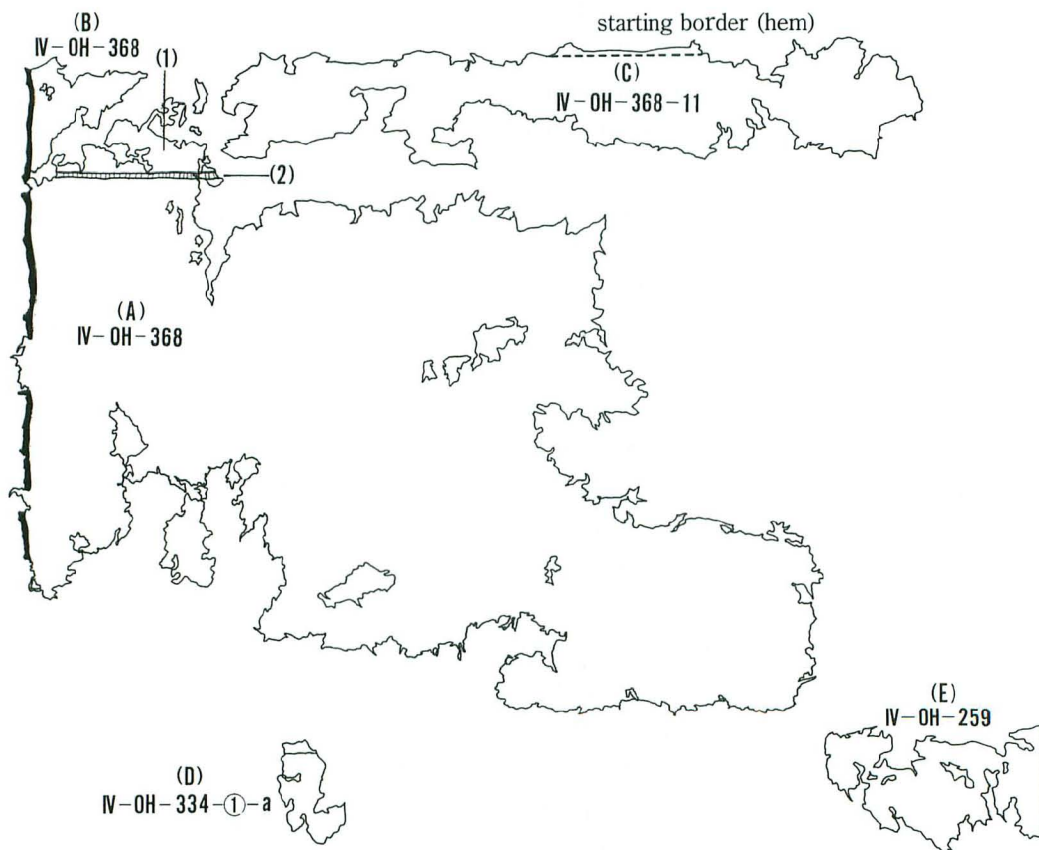 (B)
IV-OH-368
(1)
starting border (hem)
(C)
IV-OH-368-11
(2)
(A)
IV-OH-368
(E)
IV-OH-259
(D)
IV-OH-334-①-a